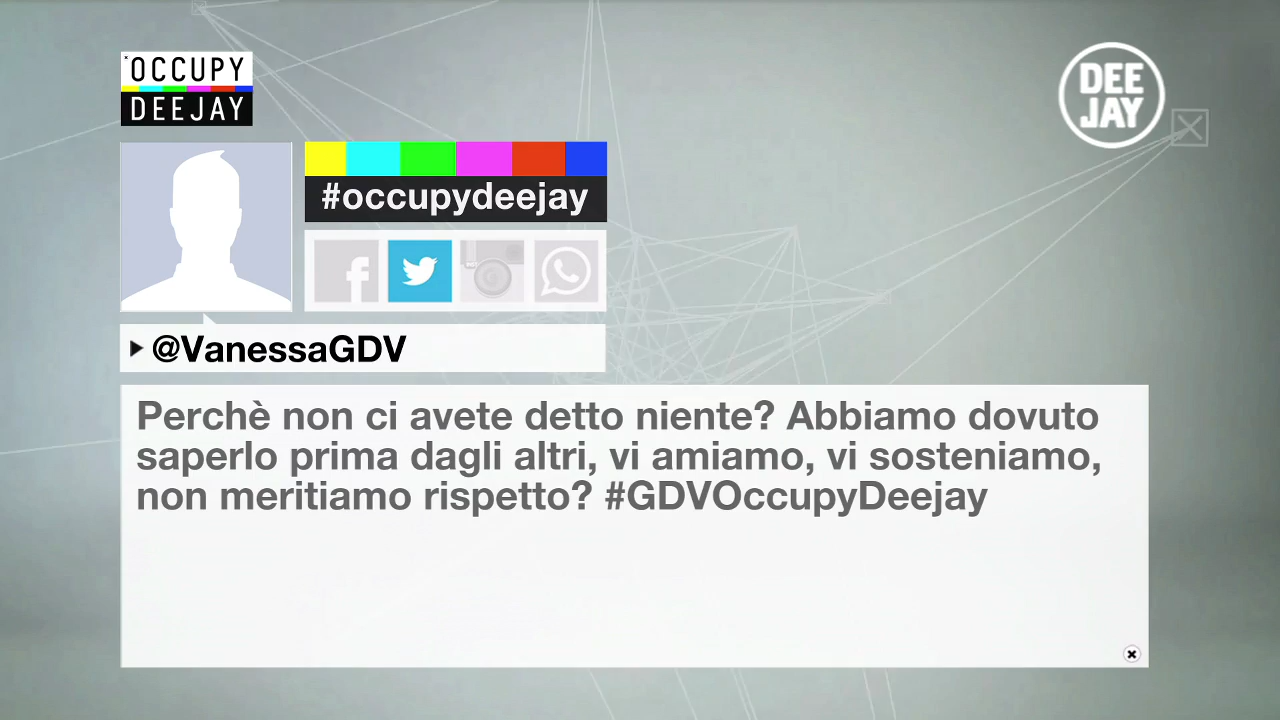 OCCUPY
DEEJAY
DEE
JAY
#occupydeejay
@VanessaGDV
Perchè non ci avete detto niente? Abbiamo dovuto
saperlo prima dagli altri, vi amiamo, vi sosteniamo,
non meritiamo rispetto? #GDVOccupyDeejay